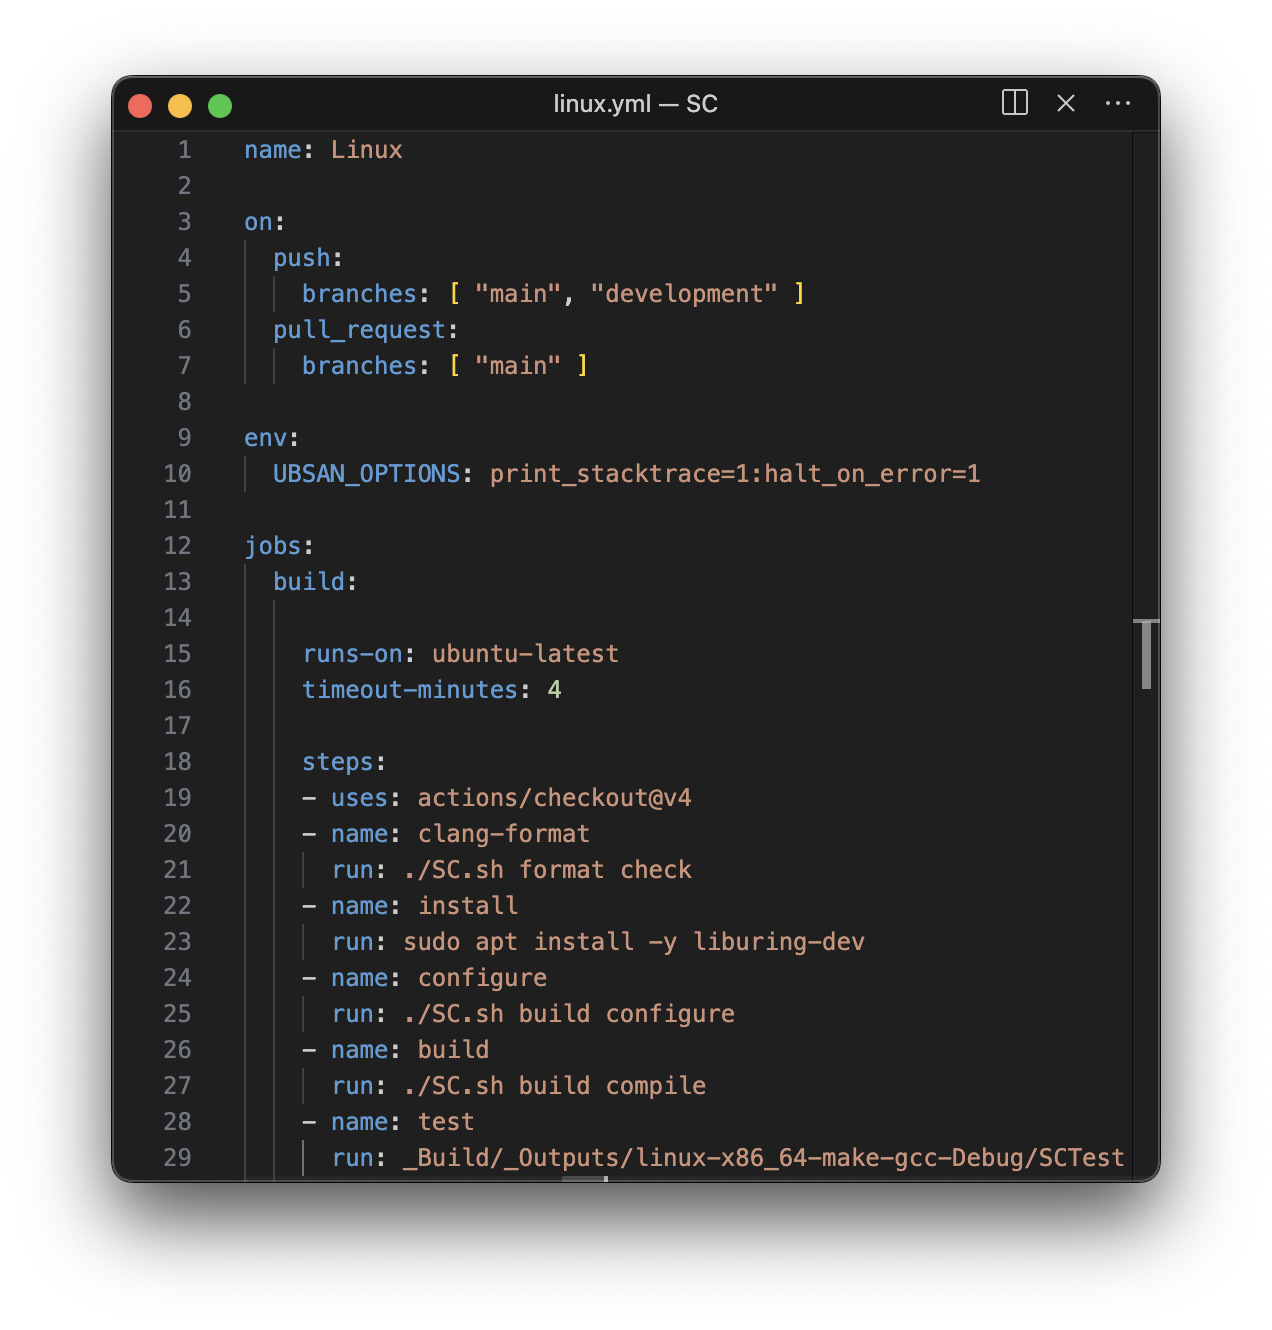 linux.yml — SC
1 name: Linux
2
3 on:
4 push:
5 branches: [ "main", "development" ]
6 pull_request:
7 branches: [ "main" ]
8
9 env:
10 UBSAN_OPTIONS: print_stacktrace=1:halt_on_error=1
11
12 jobs:
13 build:
14
15 runs-on: ubuntu-latest
16 timeout-minutes: 4
17
18 steps:
19 - uses: actions/checkout@v4
20 - name: clang-format
21 run: ./SC.sh format check
22 - name: install
23 run: sudo apt install -y liburing-dev
24 - name: configure
25 run: ./SC.sh build configure
26 - name: build
27 run: ./SC.sh build compile
28 - name: test
29 run: _Build/_Outputs/linux-x86_64-make-gcc-Debug/SCTest